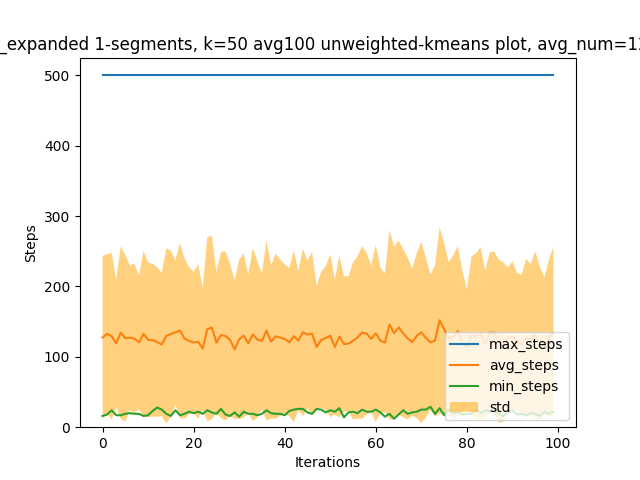 _expanded 1-segments, k=50 avg100 unweighted-kmeans plot, avg_num=12
500
400
300
200
100
0
Steps
0 20 40 60 80 100
Iterations
max_steps
avg_steps
min_steps
std